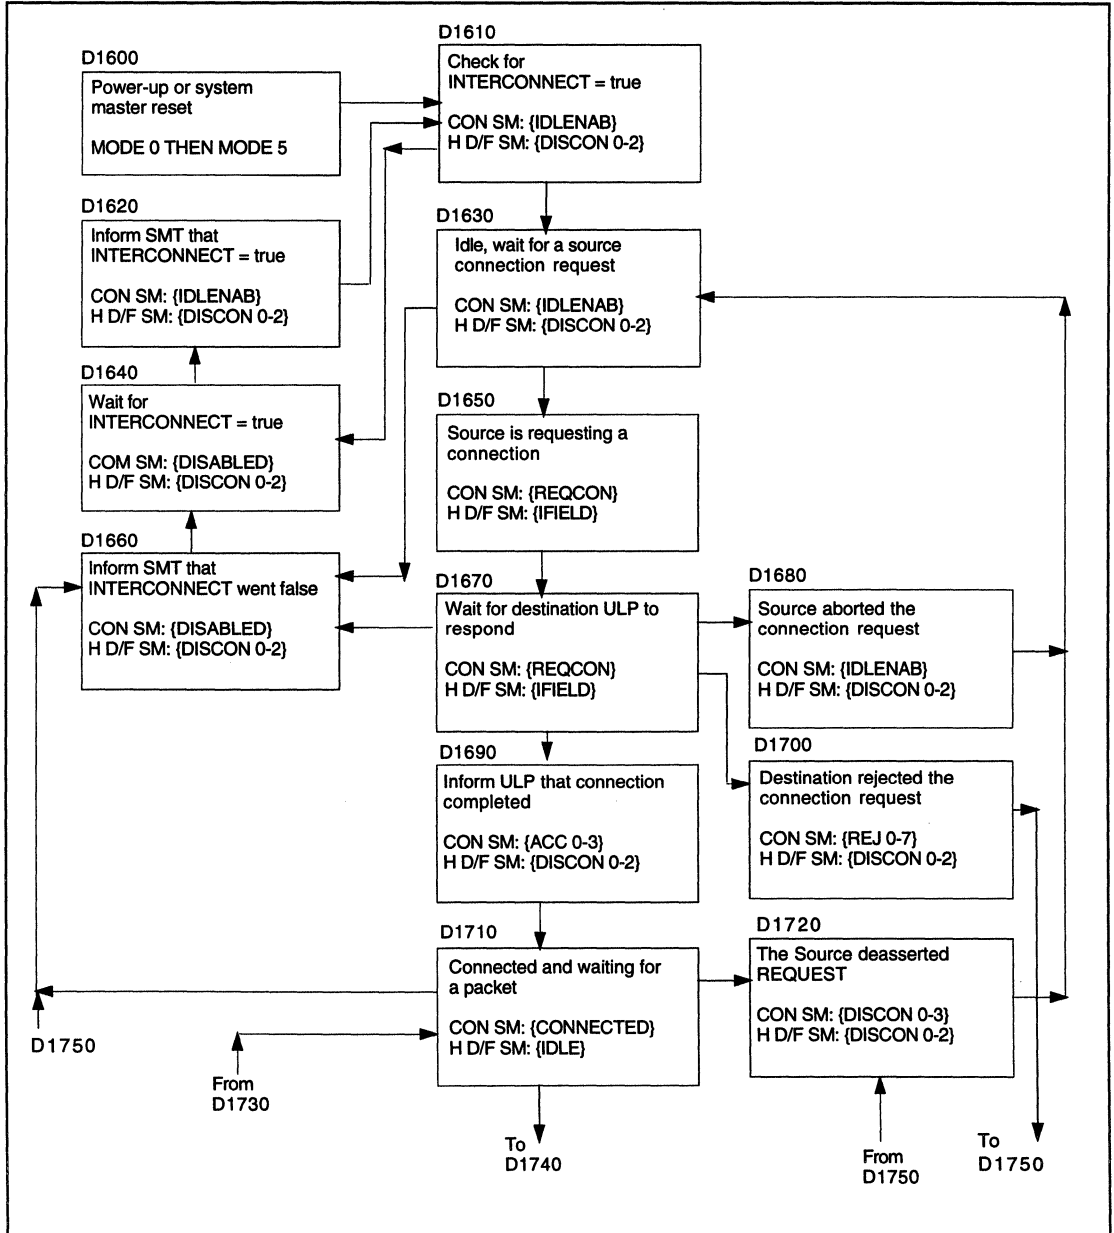 D1600
Power-up or system
master reset
MODE 0 THEN MODE 5
D1610
Check for
INTERCONNECT = true
CON SM: {IDLENAB}
H D/F SM: {DISCON 0-2}
D1620
Inform SMT that
INTERCONNECT = true
CON SM: {IDLENAB}
H D/F SM: {DISCON 0-2}
D1630
Idle, wait for a source
connection request
CON SM: {IDLENAB}
H D/F SM: {DISCON 0-2}
D1640
Wait for
INTERCONNECT = true
COM SM: {DISABLED}
H D/F SM: {DISCON 0-2}
D1650
Source is requesting a
connection
CON SM: {REQCON}
H D/F SM: {IFIELD}
D1660
Inform SMT that
INTERCONNECT went false
CON SM: {DISABLED}
H D/F SM: {DISCON 0-2}
D1670
Wait for destination ULP to
respond
CON SM: {REQCON}
H D/F SM: {IFIELD}
D1680
Source aborted the
connection request
CON SM: {IDLENAB}
H D/F SM: {DISCON 0-2}
D1690
Inform ULP that connection
completed
CON SM: {ACC 0-3}
H D/F SM: {DISCON 0-2}
D1700
Destination rejected the
connection request
CON SM: {REJ 0-7}
H D/F SM: {DISCON 0-2}
D1710
Connected and waiting for
a packet
CON SM: {CONNECTED}
H D/F SM: {IDLE}
D1720
The Source deasserted
REQUEST
CON SM: {DISCON 0-3}
H D/F SM: {DISCON 0-2}
D1750
From
D1730
To
D1740
From
D1750
To
D1750